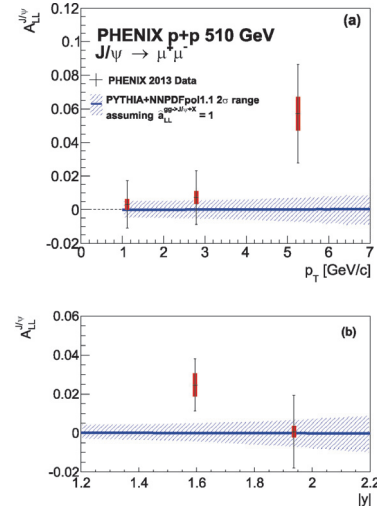 (a)
PHENIX p+p 510 GeV
J/ψ → μ⁺μ⁻
PHENIX 2013 Data
PYTHIA+NNPDFpol1.1 2σ range
assuming â_LL^{gg->J/ψ+X} = 1
A_LL^{J/ψ}
0.12
0.1
0.08
0.06
0.04
0.02
0
-0.02
0 1 2 3 4 5 6 7
p_T [GeV/c]
(b)
A_LL^{J/ψ}
0.06
0.04
0.02
0
-0.02
1.2 1.4 1.6 1.8 2 2.2
|y|